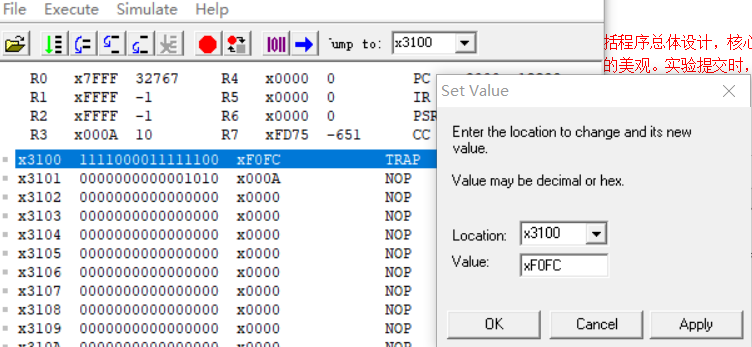 File Execute Simulate Help
Jump to: x3100
括程序总体设计，核心
的美观。实验提交时，
R0 x7FFF 32767 R4 x0000 0 PC
R1 xFFFF -1 R5 x0000 0 IR
R2 xFFFF -1 R6 x0000 0 PSR
R3 x000A 10 R7 xFD75 -651 CC
x3100 1111000011111100 xF0FC TRAP
x3101 0000000000001010 x000A NOP
x3102 0000000000000000 x0000 NOP
x3103 0000000000000000 x0000 NOP
x3104 0000000000000000 x0000 NOP
x3105 0000000000000000 x0000 NOP
x3106 0000000000000000 x0000 NOP
x3107 0000000000000000 x0000 NOP
x3108 0000000000000000 x0000 NOP
x3109 0000000000000000 x0000 NOP
x310A 0000000000000000 x0000 NOP
Set Value
Enter the location to change and its new
value.
Value may be decimal or hex.
Location: x3100
Value: xF0FC
OK Cancel Apply